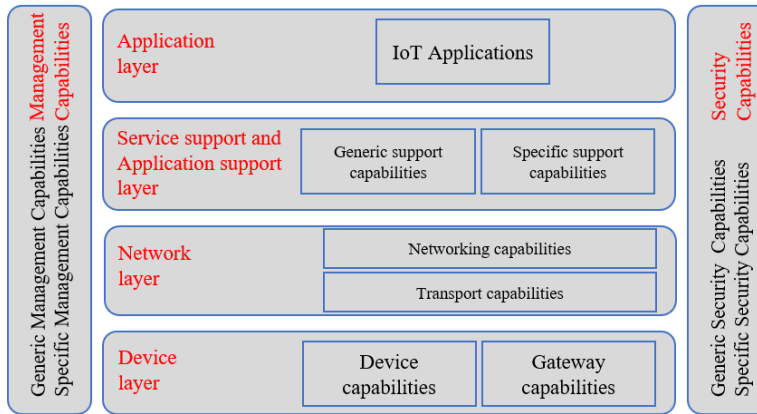 Management
Capabilities
Generic Management Capabilities
Specific Management Capabilities
Application
layer
IoT Applications
Service support and
Application support
layer
Generic support
capabilities
Specific support
capabilities
Network
layer
Networking capabilities
Transport capabilities
Device
layer
Device
capabilities
Gateway
capabilities
Security
Capabilities
Generic Security Capabilities
Specific Security Capabilities